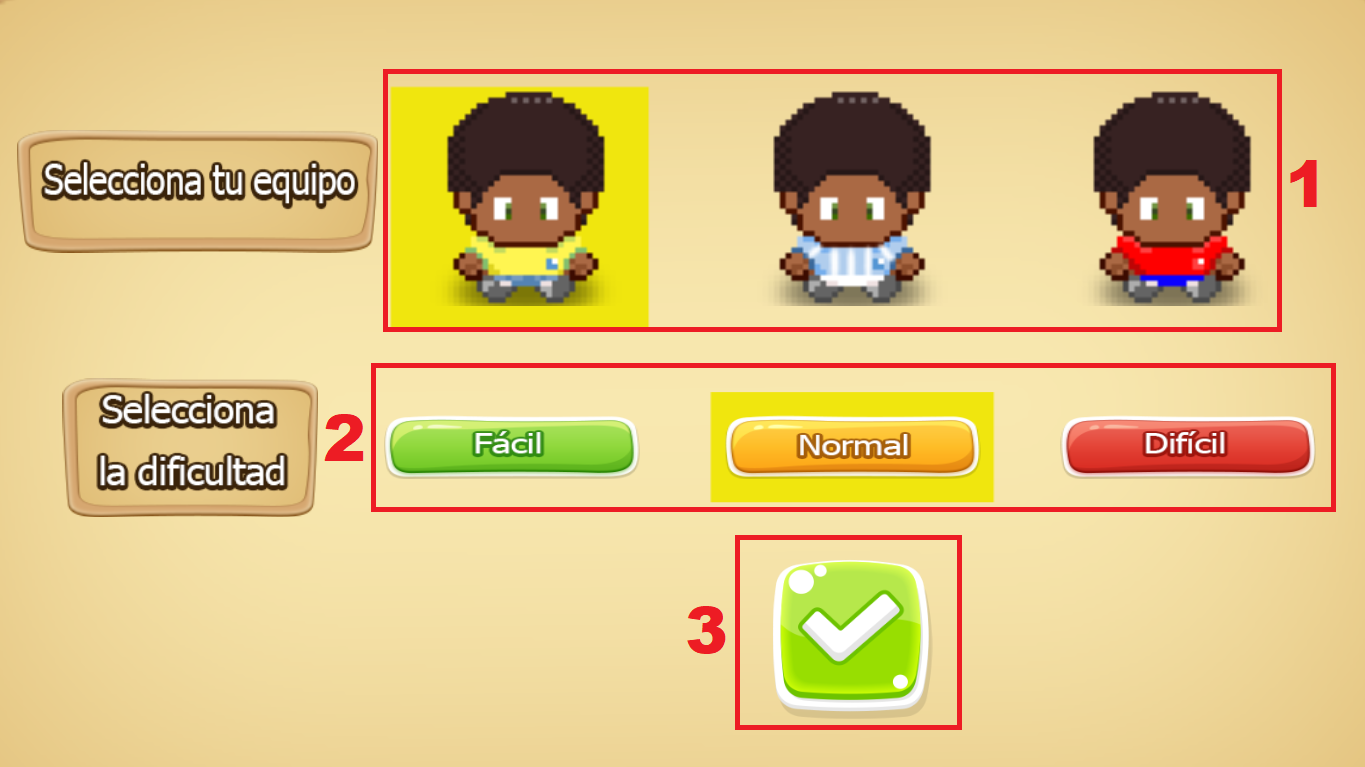 Selecciona tu equipo
1
Selecciona
la dificultad
2
Fácil
Normal
Difícil
3